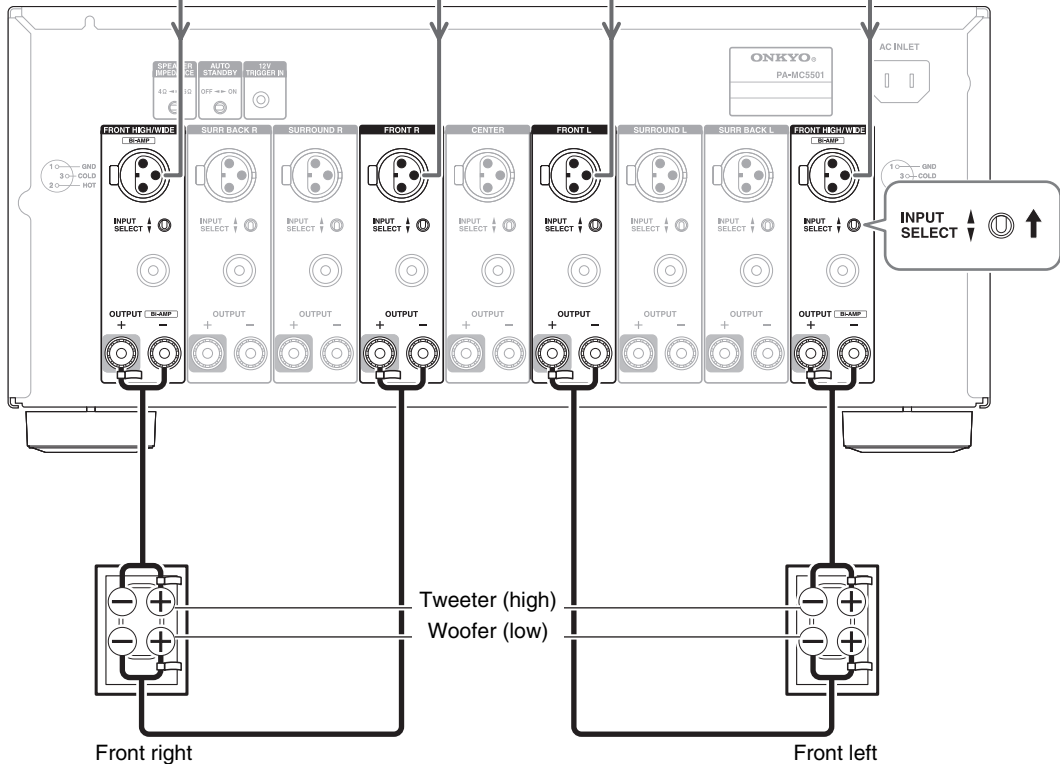 SPEAKER IMPEDANCE
4Ω 8Ω
AUTO STANDBY
OFF ON
12V TRIGGER IN
ONKYO®
PA-MC5501
AC INLET
FRONT HIGH/WIDE
Bi-AMP
SURR BACK R
SURROUND R
FRONT R
CENTER
FRONT L
SURROUND L
SURR BACK L
FRONT HIGH/WIDE
Bi-AMP
1 GND
3 COLD
2 HOT
1 GND
3 COLD
INPUT SELECT
INPUT SELECT
INPUT SELECT
INPUT SELECT
INPUT SELECT
INPUT SELECT
INPUT SELECT
INPUT SELECT
INPUT SELECT
INPUT SELECT
OUTPUT Bi-AMP
+ −
OUTPUT
+ −
OUTPUT
+ −
OUTPUT
+ −
OUTPUT
+ −
OUTPUT
+ −
OUTPUT
+ −
OUTPUT
+ −
OUTPUT Bi-AMP
+ −
− +
− +
Tweeter (high)
Woofer (low)
− +
− +
Front right
Front left